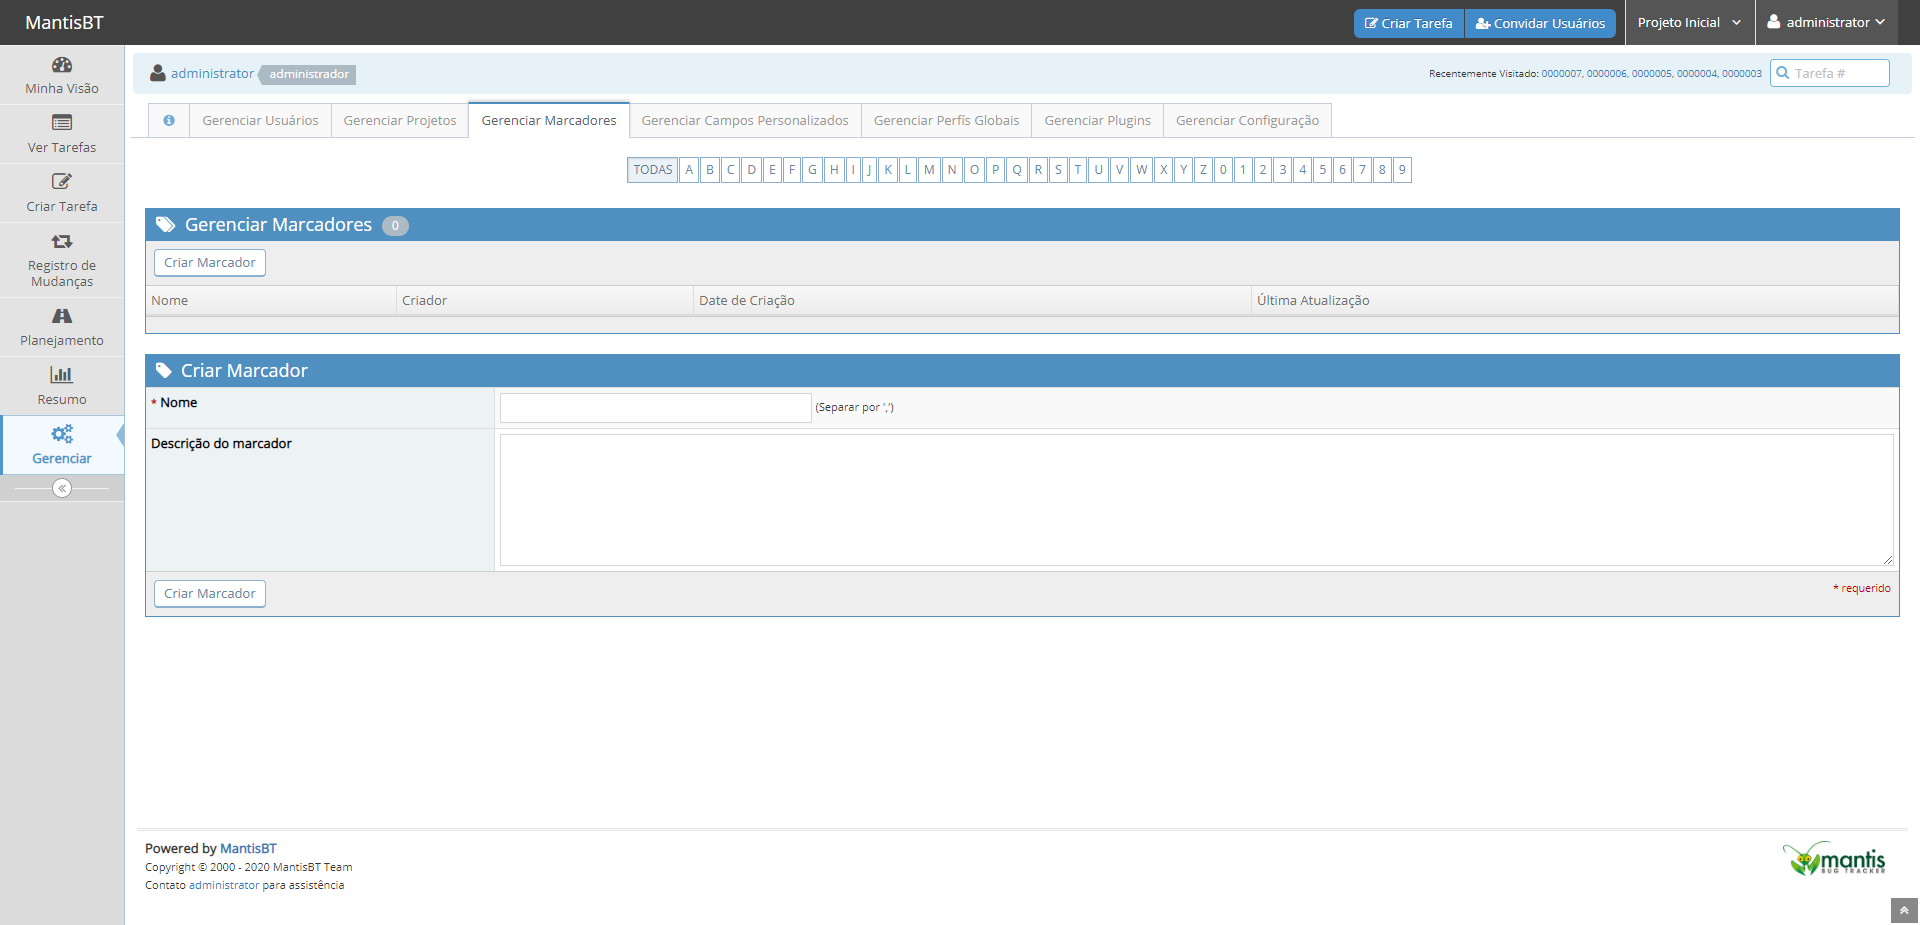 MantisBT
Criar Tarefa
Convidar Usuários
Projeto Inicial
administrator
Minha Visão
Ver Tarefas
Criar Tarefa
Registro de
Mudanças
Planejamento
Resumo
Gerenciar
administrator administrador
Recentemente Visitado: 0000007, 0000006, 0000005, 0000004, 0000003
Tarefa #
Gerenciar Usuários
Gerenciar Projetos
Gerenciar Marcadores
Gerenciar Campos Personalizados
Gerenciar Perfís Globais
Gerenciar Plugins
Gerenciar Configuração
TODAS A B C D E F G H I J K L M N O P Q R S T U V W X Y Z 0 1 2 3 4 5 6 7 8 9
Gerenciar Marcadores 0
Criar Marcador
Nome Criador Date de Criação Última Atualização
Criar Marcador
* Nome (Separar por ',')
Descrição do marcador
Criar Marcador
* requerido
Powered by MantisBT
Copyright © 2000 - 2020 MantisBT Team
Contato administrator para assistência
mantis
BUG TRACKER